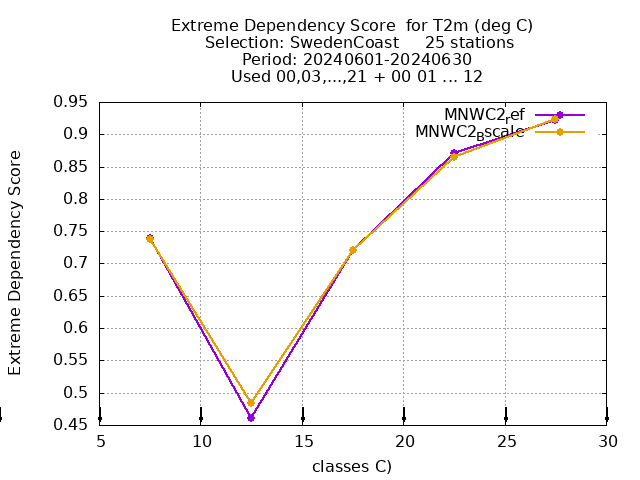 Extreme Dependency Score  for T2m (deg C)
Selection: SwedenCoast     25 stations
Period: 20240601-20240630
Used 00,03,...,21 + 00 01 ... 12
MNWC2ref
MNWC2Bscale
Extreme Dependency Score
0.95
0.9
0.85
0.8
0.75
0.7
0.65
0.6
0.55
0.5
0.45
5 10 15 20 25 30
classes C)